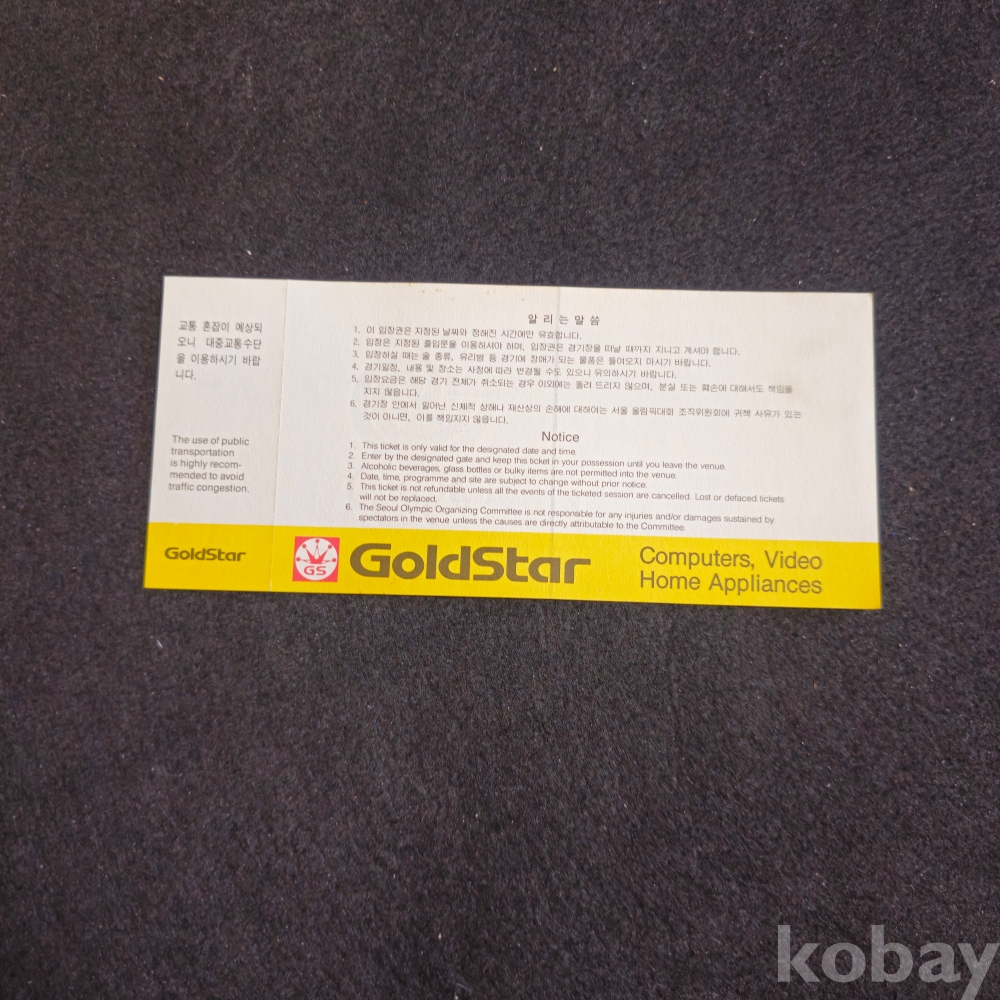 교통 혼잡이 예상되
오니 대중교통수단
을 이용하시기 바랍
니다.
The use of public
transportation
is highly recom-
mended to avoid
traffic congestion.
GoldStar
알 리 는 말 씀
1. 이 입장권은 지정된 날짜와 정해진 시간에만 유효합니다.
2. 입장은 지정된 출입문을 이용하셔야 하며, 입장권은 경기장을 떠날 때까지 지니고 계셔야 합니다.
3. 입장하실 때는 술 종류, 유리병 등 경기에 장애가 되는 물품은 들여오지 마시기 바랍니다.
4. 경기일정, 내용 및 장소는 사정에 따라 변경될 수도 있으니 유의하시기 바랍니다.
5. 입장요금은 해당 경기 전체가 취소되는 경우 이외에는 돌려 드리지 않으며, 분실 또는 훼손에 대해서도 책임을
지지 않습니다.
6. 경기장 안에서 일어난 신체적 상해나 재산상의 손해에 대하여는 서울 올림픽대회 조직위원회에 귀책 사유가 있는
것이 아니면, 이를 책임지지 않습니다.
Notice
1. This ticket is only valid for the designated date and time.
2. Enter by the designated gate and keep this ticket in your possession until you leave the venue.
3. Alcoholic beverages, glass bottles or bulky items are not permitted into the venue.
4. Date, time, programme and site are subject to change without prior notice.
5. This ticket is not refundable unless all the events of the ticketed session are cancelled. Lost or defaced tickets
will not be replaced.
6. The Seoul Olympic Organizing Committee is not responsible for any injuries and/or damages sustained by
spectators in the venue unless the causes are directly attributable to the Committee.
GS
GoldStar
Computers, Video
Home Appliances
kobay